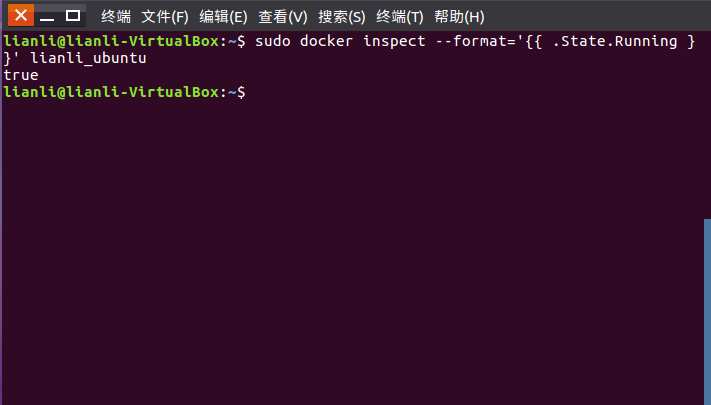 终端 文件(F) 编辑(E) 查看(V) 搜索(S) 终端(T) 帮助(H)
lianli@lianli-VirtualBox:~$ sudo docker inspect --format='{{ .State.Running }
}' lianli_ubuntu
true
lianli@lianli-VirtualBox:~$